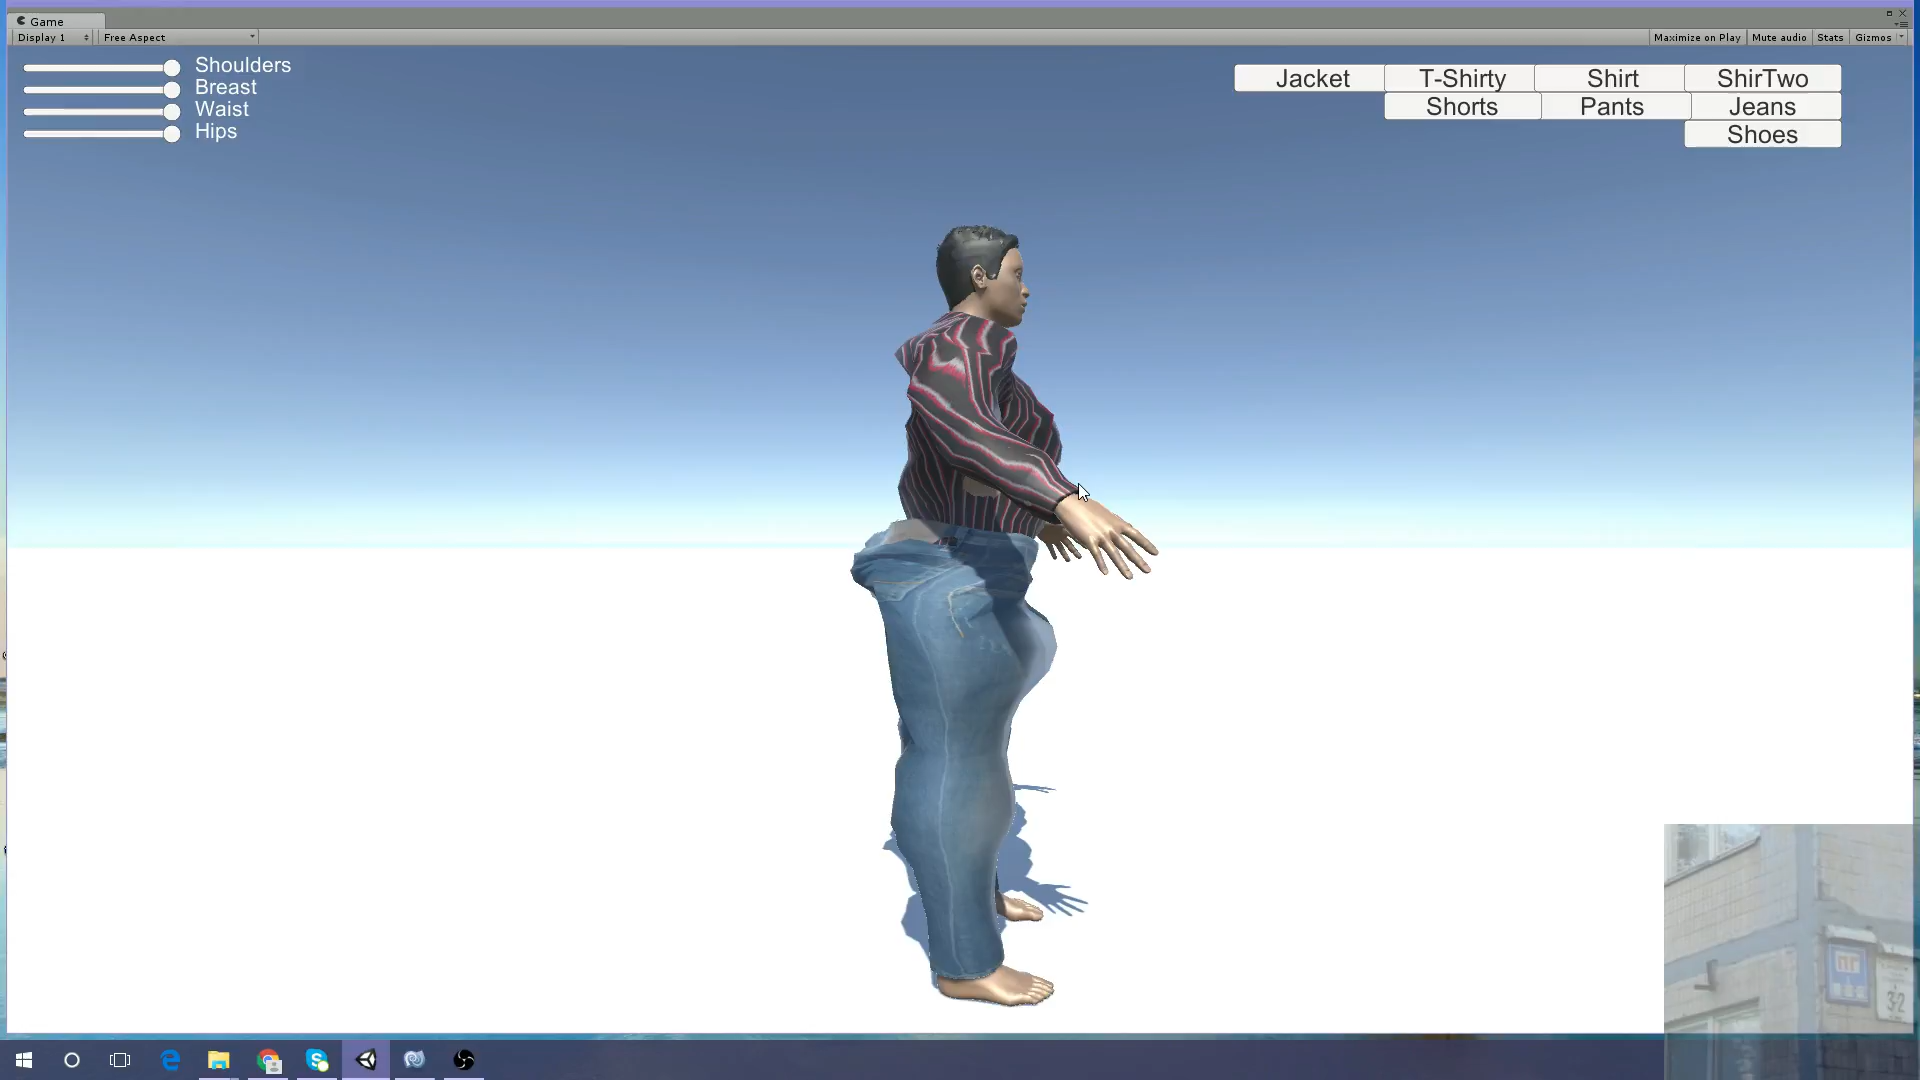 Game
Display 1
Free Aspect
Maximize on Play
Mute audio
Stats
Gizmos
Shoulders
Breast
Waist
Hips
Jacket
T-Shirty
Shirt
ShirTwo
Shorts
Pants
Jeans
Shoes